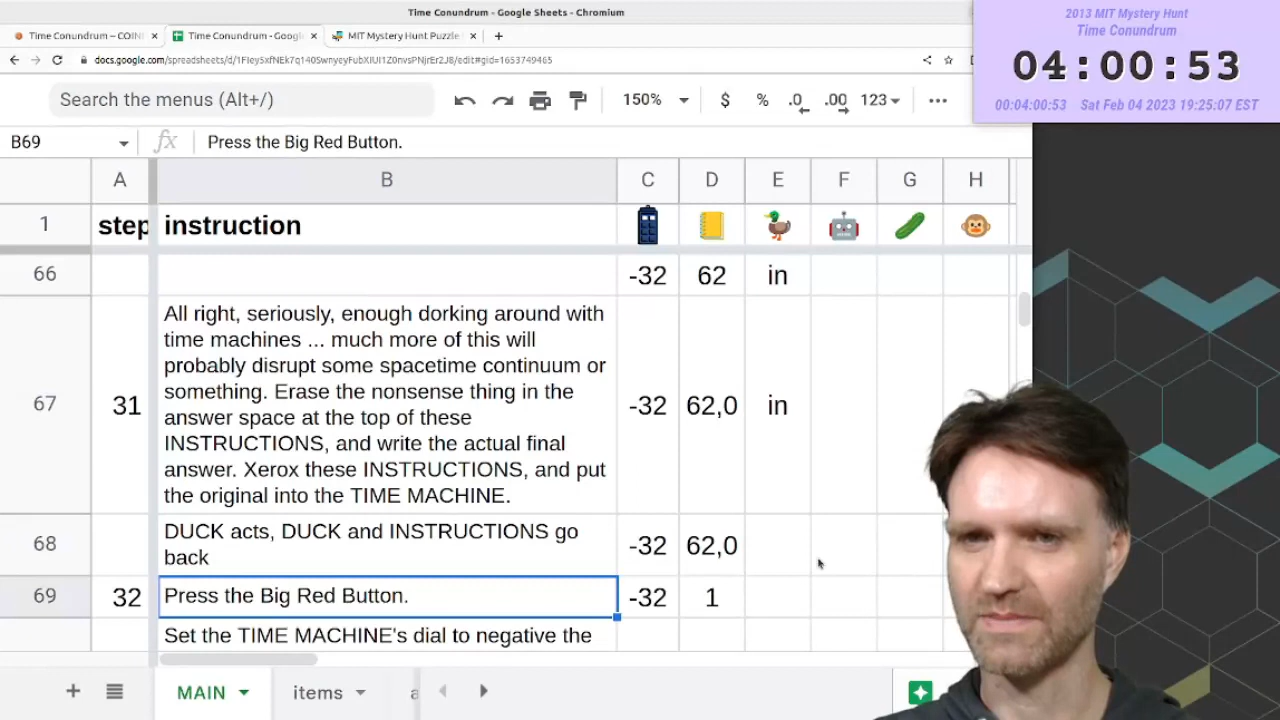 Time Conundrum - Google Sheets - Chromium
2013 MIT Mystery Hunt
Time Conundrum
04:00:53
00:04:00:53 Sat Feb 04 2023 19:25:07 EST
Time Conundrum – COIN
Time Conundrum - Googl
MIT Mystery Hunt Puzzle
Search the menus (Alt+/)
150%
$
%
.0
.00
123
B69
fx
Press the Big Red Button.
A B C D E F G H
1 step instruction
66 -32 62 in
All right, seriously, enough dorking around with
time machines ... much more of this will
probably disrupt some spacetime continuum or
something. Erase the nonsense thing in the
67 31 answer space at the top of these -32 62,0 in
INSTRUCTIONS, and write the actual final
answer. Xerox these INSTRUCTIONS, and put
the original into the TIME MACHINE.
68 DUCK acts, DUCK and INSTRUCTIONS go -32 62,0
back
69 32 Press the Big Red Button. -32 1
Set the TIME MACHINE's dial to negative the
MAIN
items